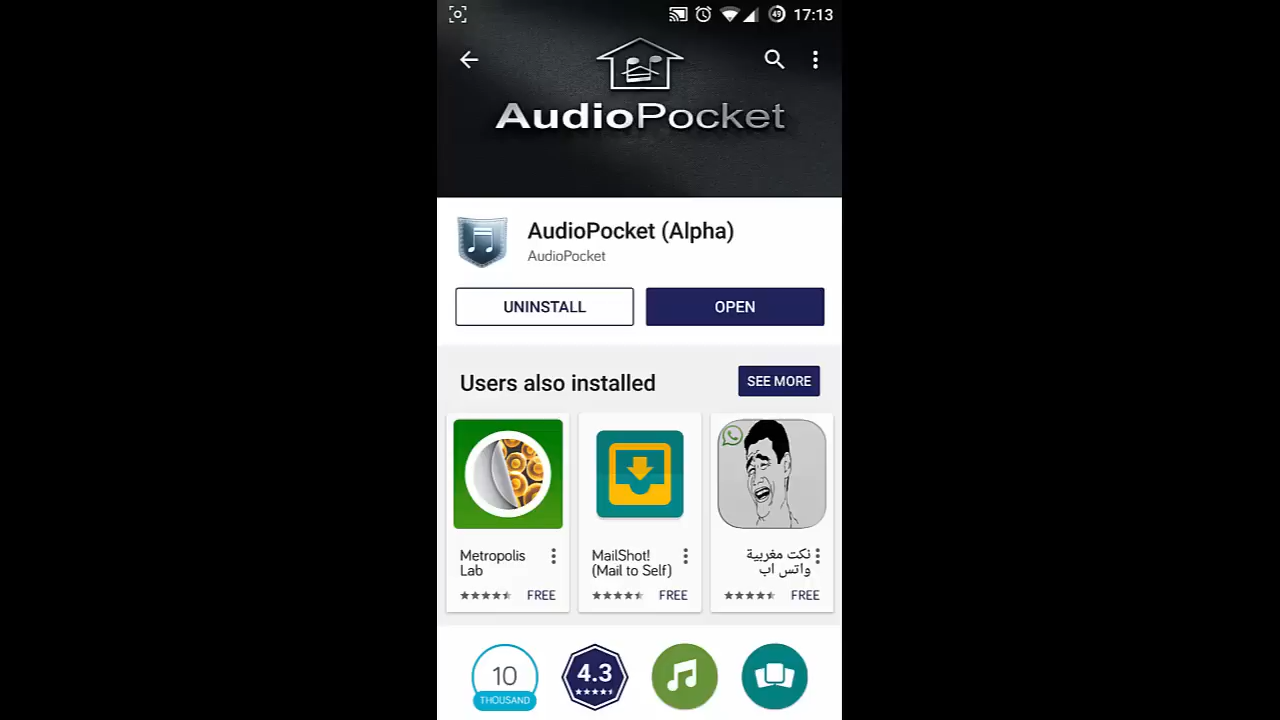 49 17:13
AudioPocket
AudioPocket (Alpha)
AudioPocket
UNINSTALL
OPEN
Users also installed
SEE MORE
Metropolis
Lab
FREE
MailShot!
(Mail to Self)
FREE
نكت مغربية
واتس اب
FREE
10
THOUSAND
4.3